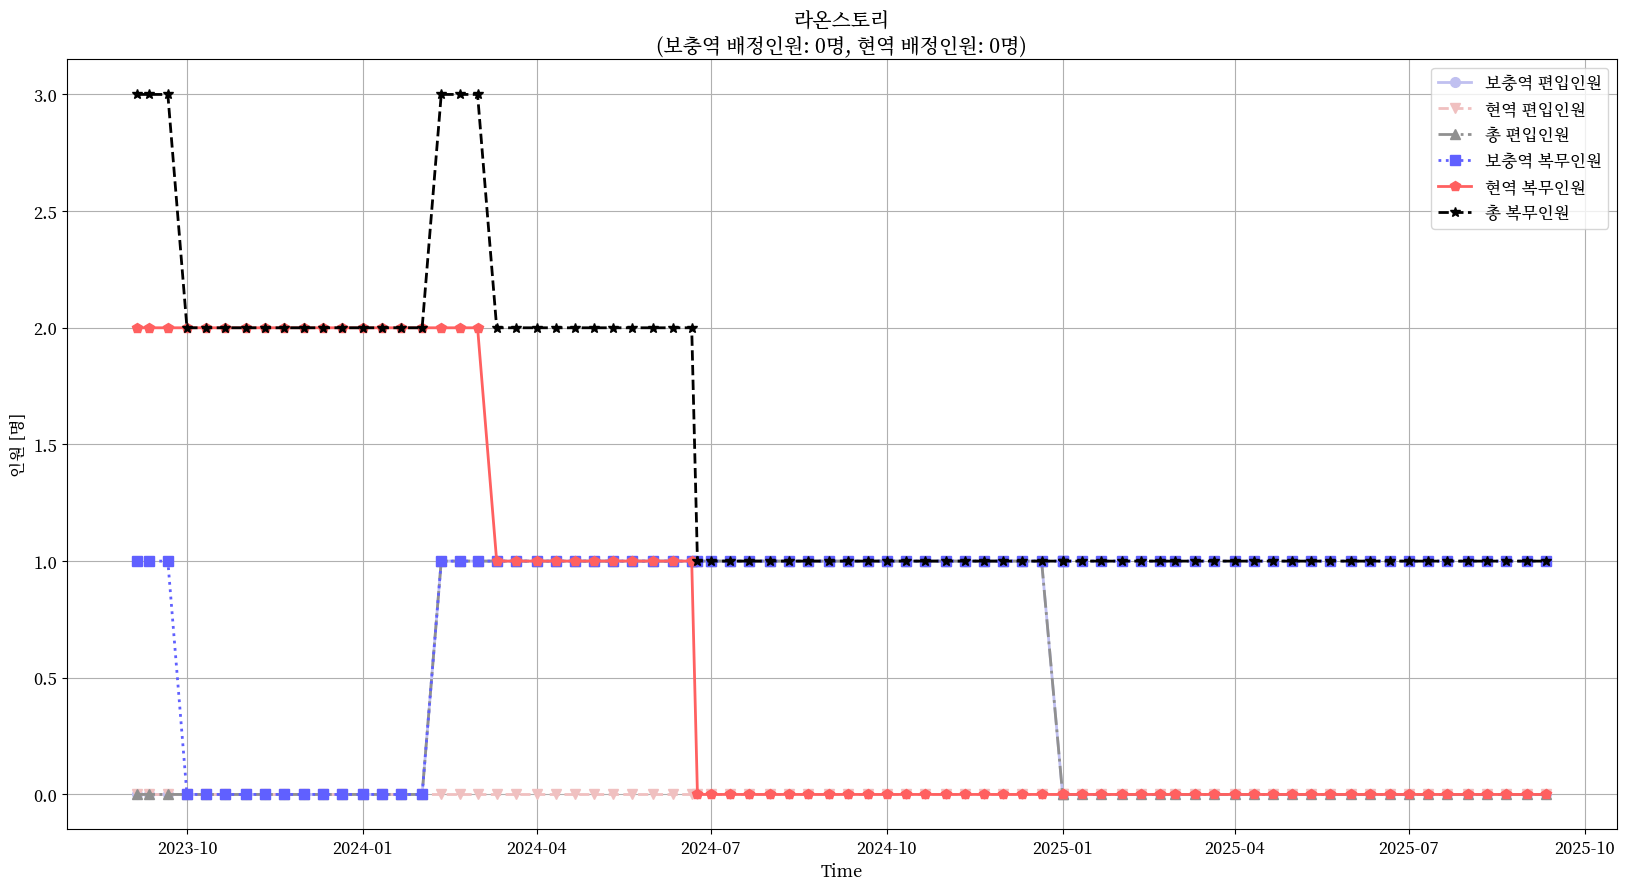 라온스토리
(보충역 배정인원: 0명, 현역 배정인원: 0명)
보충역 편입인원
현역 편입인원
총 편입인원
보충역 복무인원
현역 복무인원
총 복무인원
3.0
2.5
2.0
1.5
1.0
0.5
0.0
인원 [명]
2023-10
2024-01
2024-04
2024-07
2024-10
2025-01
2025-04
2025-07
2025-10
Time